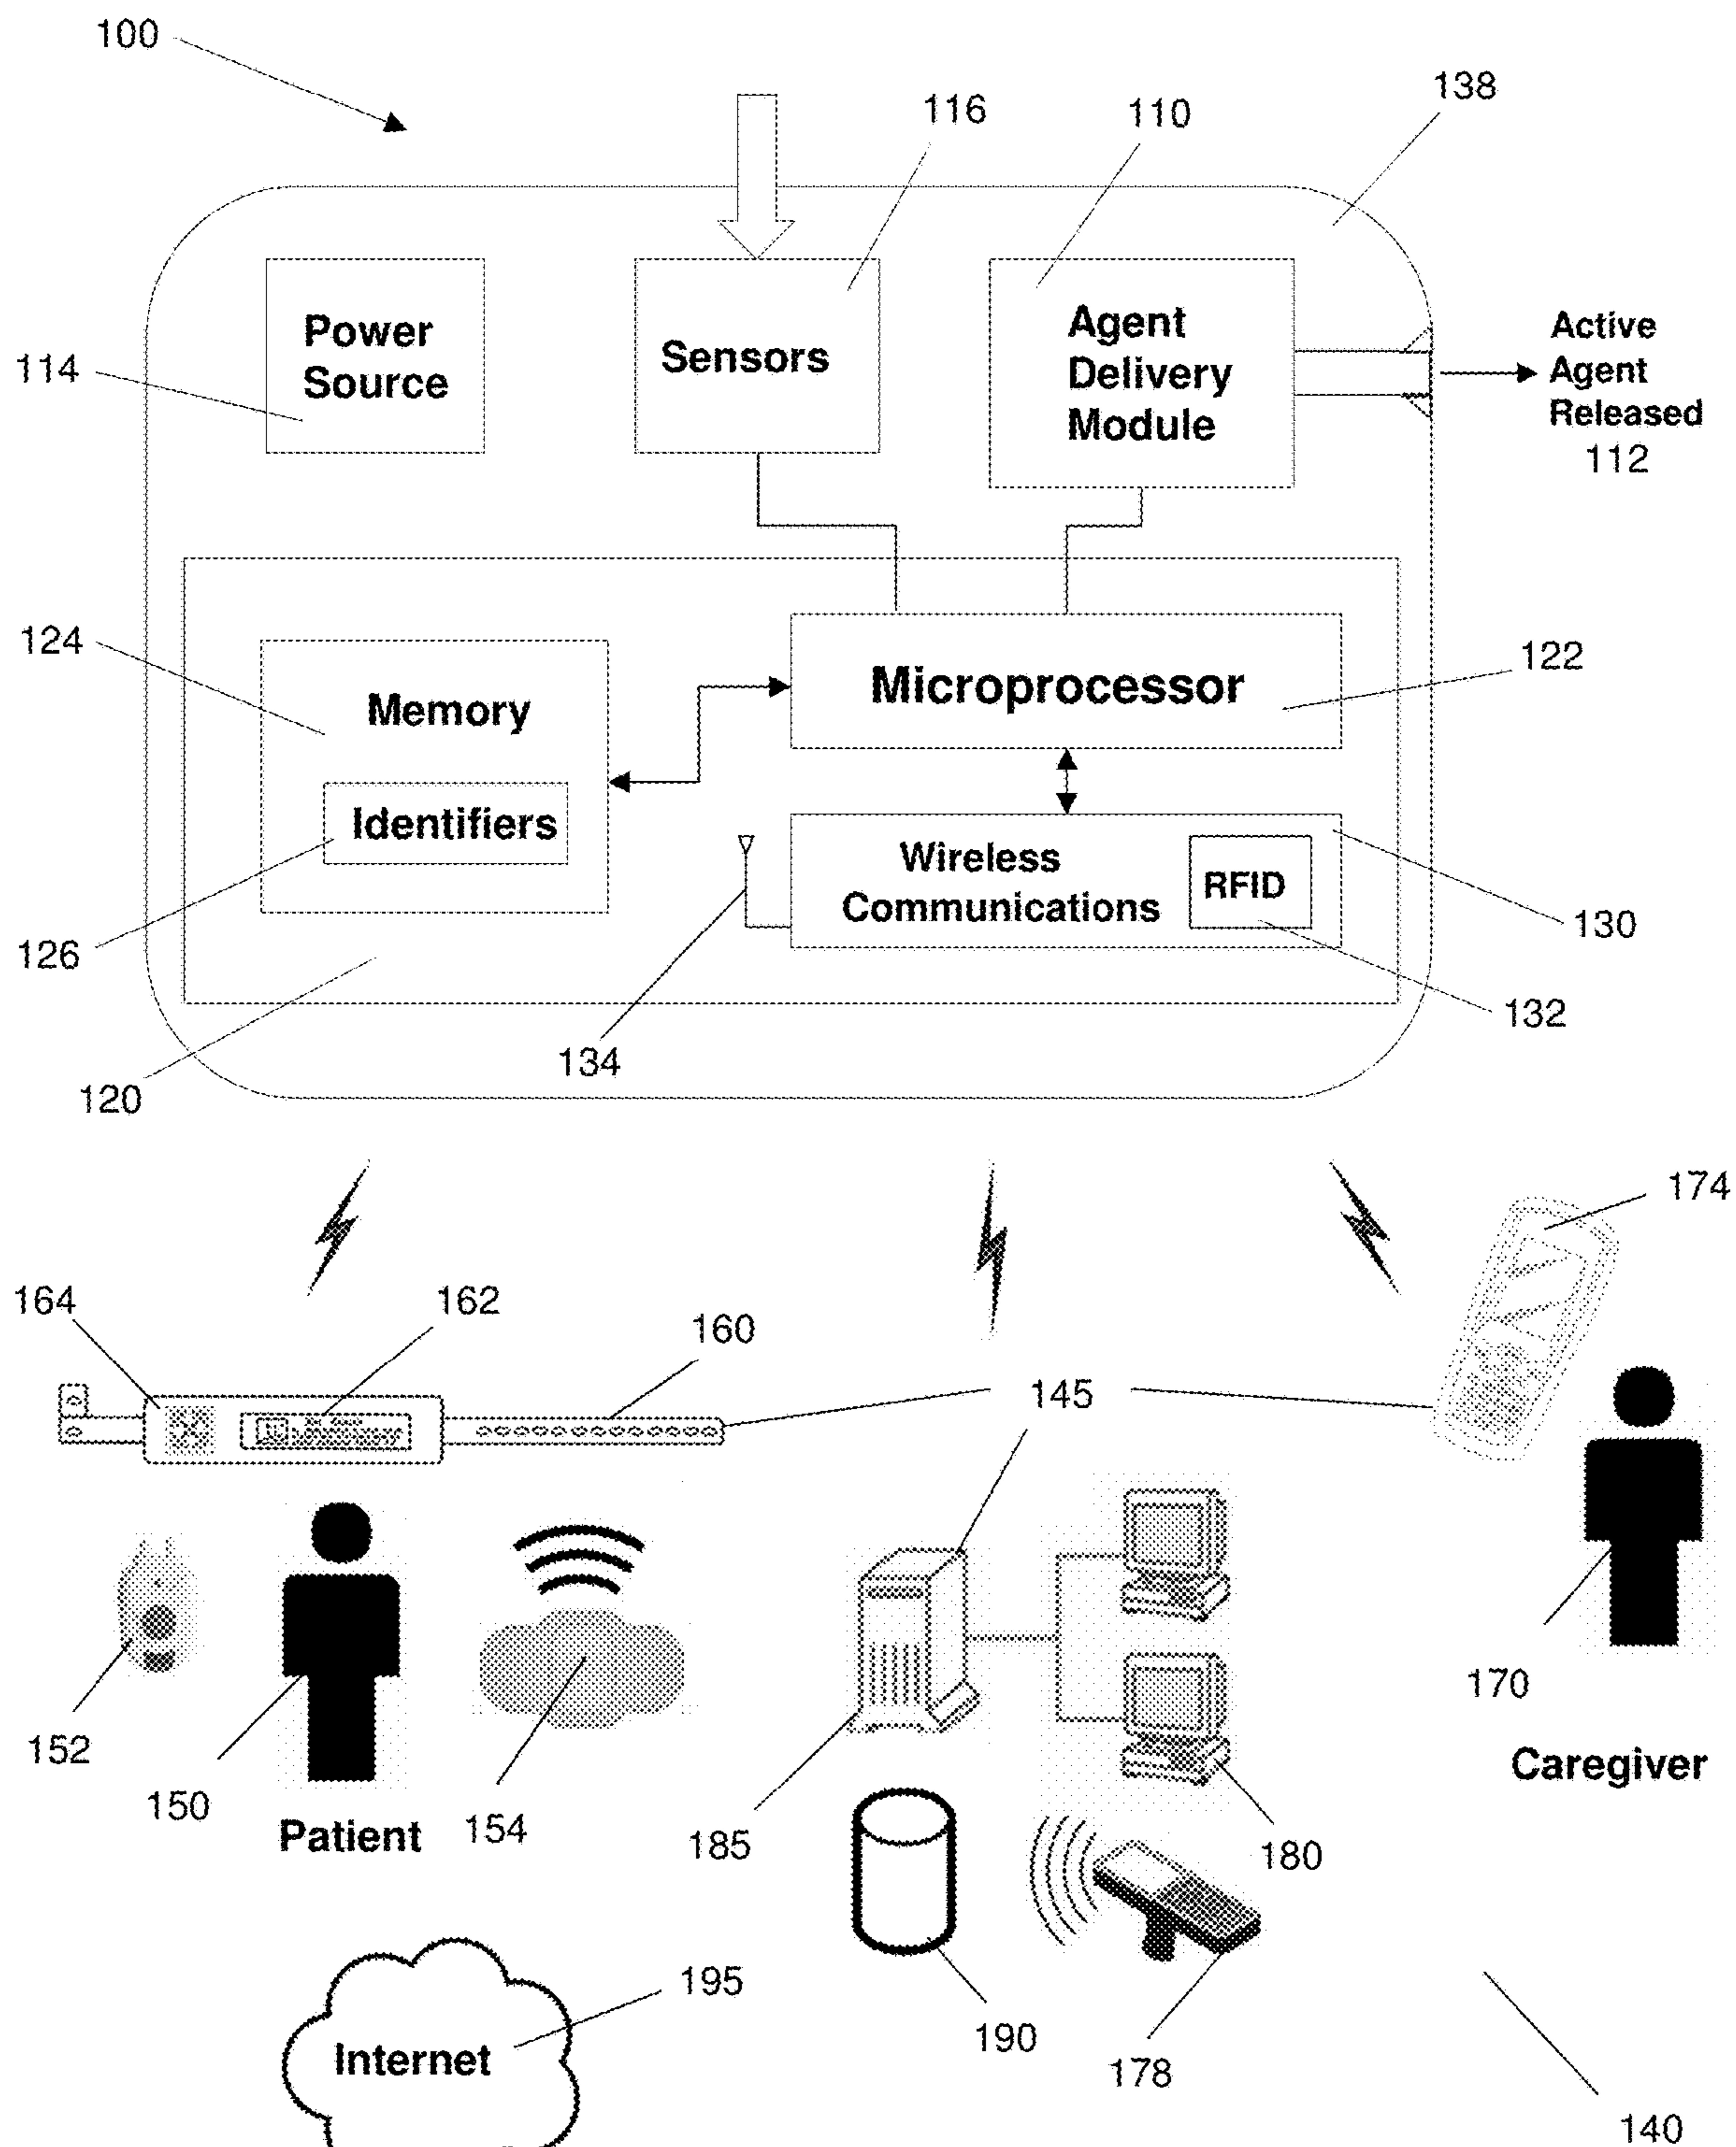 100
138
116
110
Power
Source
Sensors
Agent
Delivery
Module
Active
Agent
Released
112
114
124
122
Memory
Microprocessor
Identifiers
Wireless
Communications
RFID
126
130
132
134
120
174
164
162
160
145
152
150
Patient
154
185
180
170
Caregiver
195
Internet
190
178
140